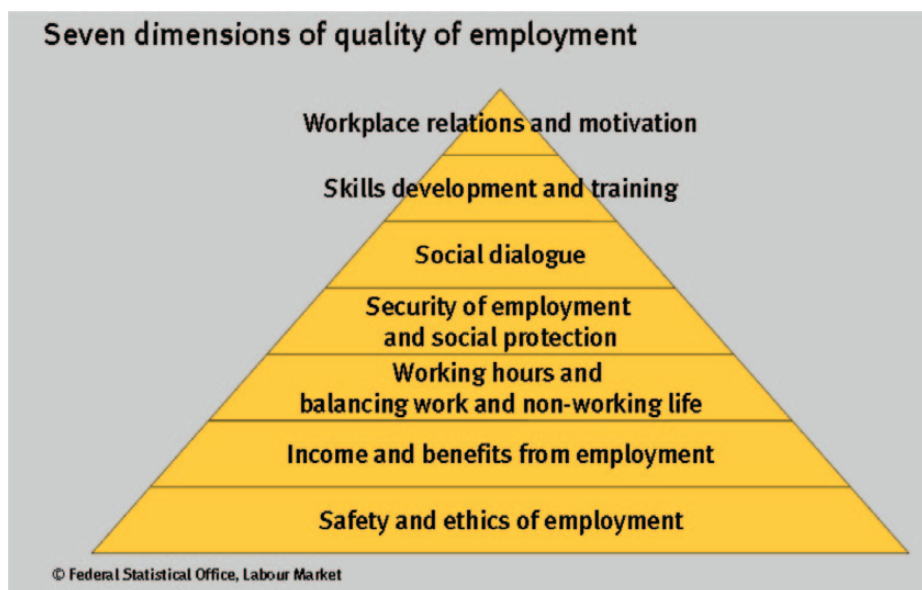 Seven dimensions of quality of employment
Workplace relations and motivation
Skills development and training
Social dialogue
Security of employment
and social protection
Working hours and
balancing work and non-working life
Income and benefits from employment
Safety and ethics of employment
© Federal Statistical Office, Labour Market